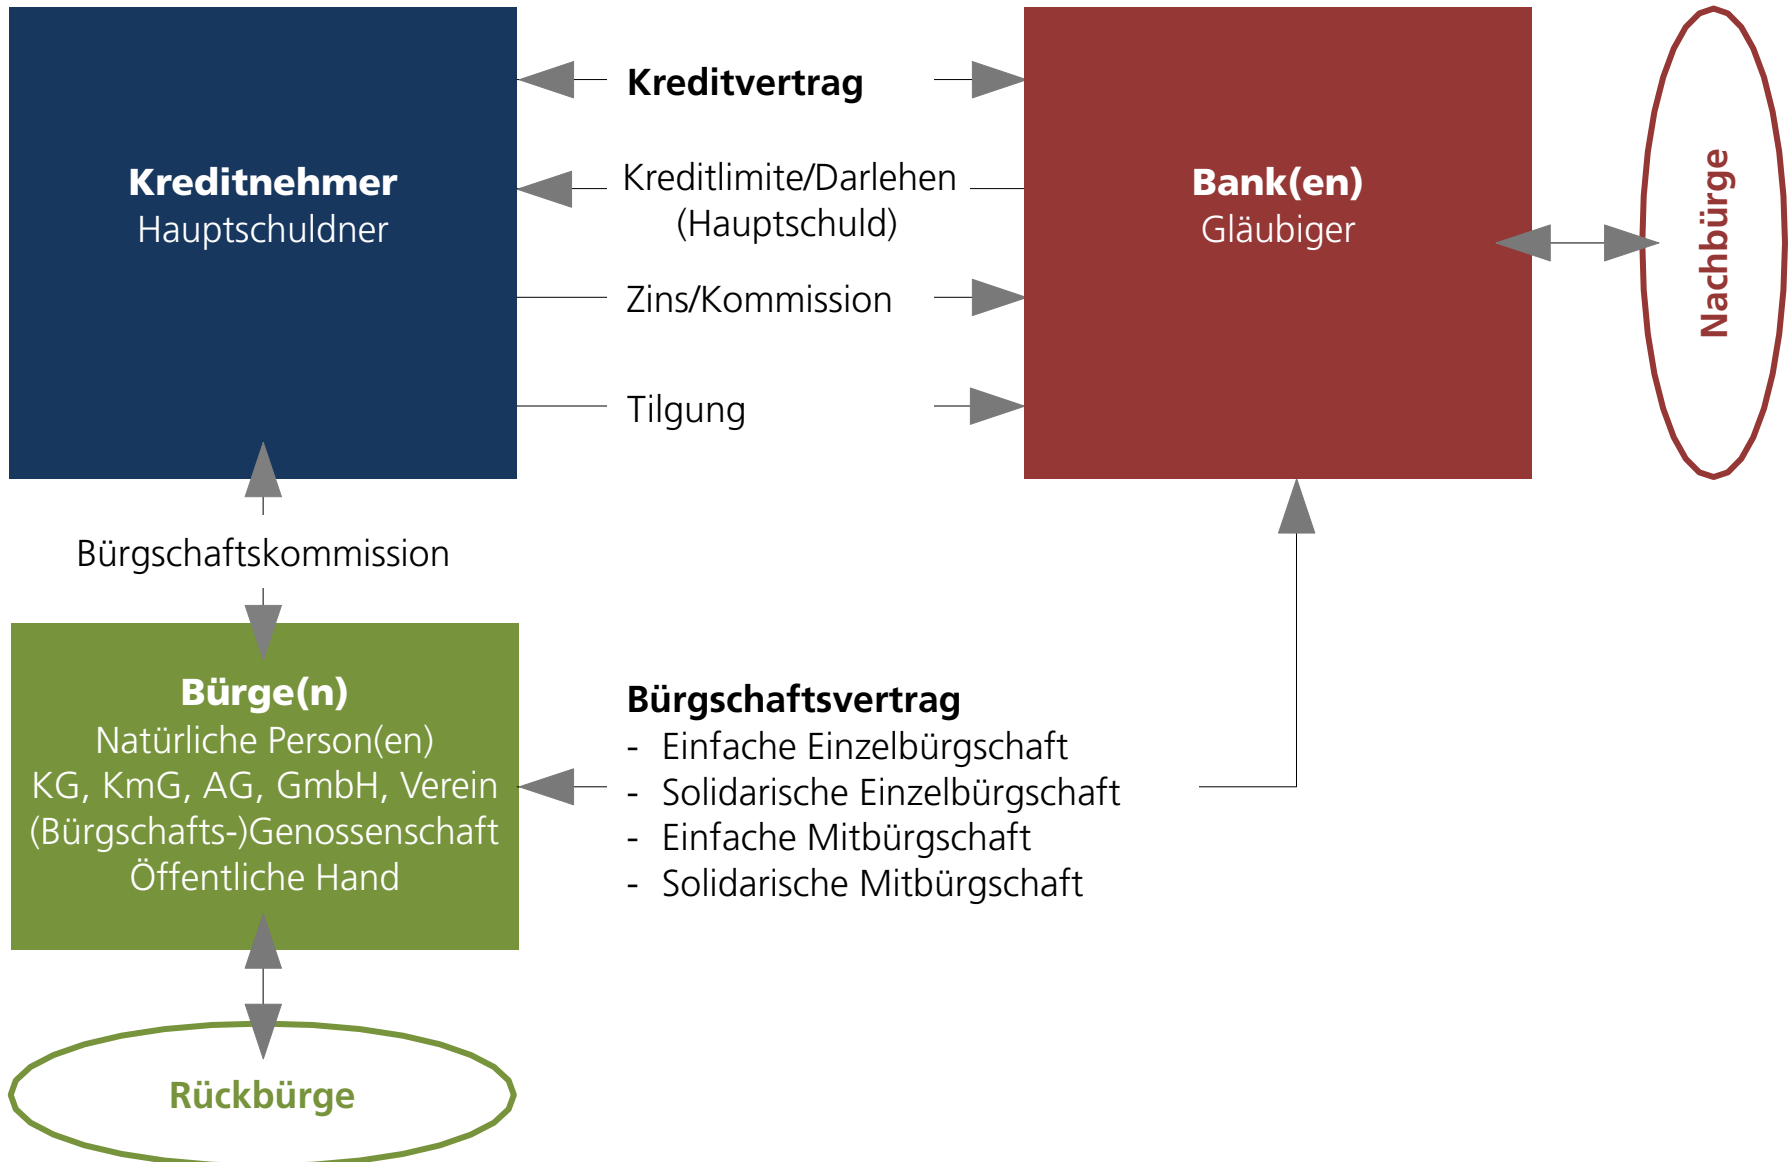 Kreditnehmer
Hauptschuldner
Kreditvertrag
Kreditlimite/Darlehen
(Hauptschuld)
Zins/Kommission
Tilgung
Bank(en)
Gläubiger
Nachbürge
Bürgschaftskommission
Bürge(n)
Natürliche Person(en)
KG, KmG, AG, GmbH, Verein
(Bürgschafts-)Genossenschaft
Öffentliche Hand
Bürgschaftsvertrag
- Einfache Einzelbürgschaft
- Solidarische Einzelbürgschaft
- Einfache Mitbürgschaft
- Solidarische Mitbürgschaft
Rückbürge